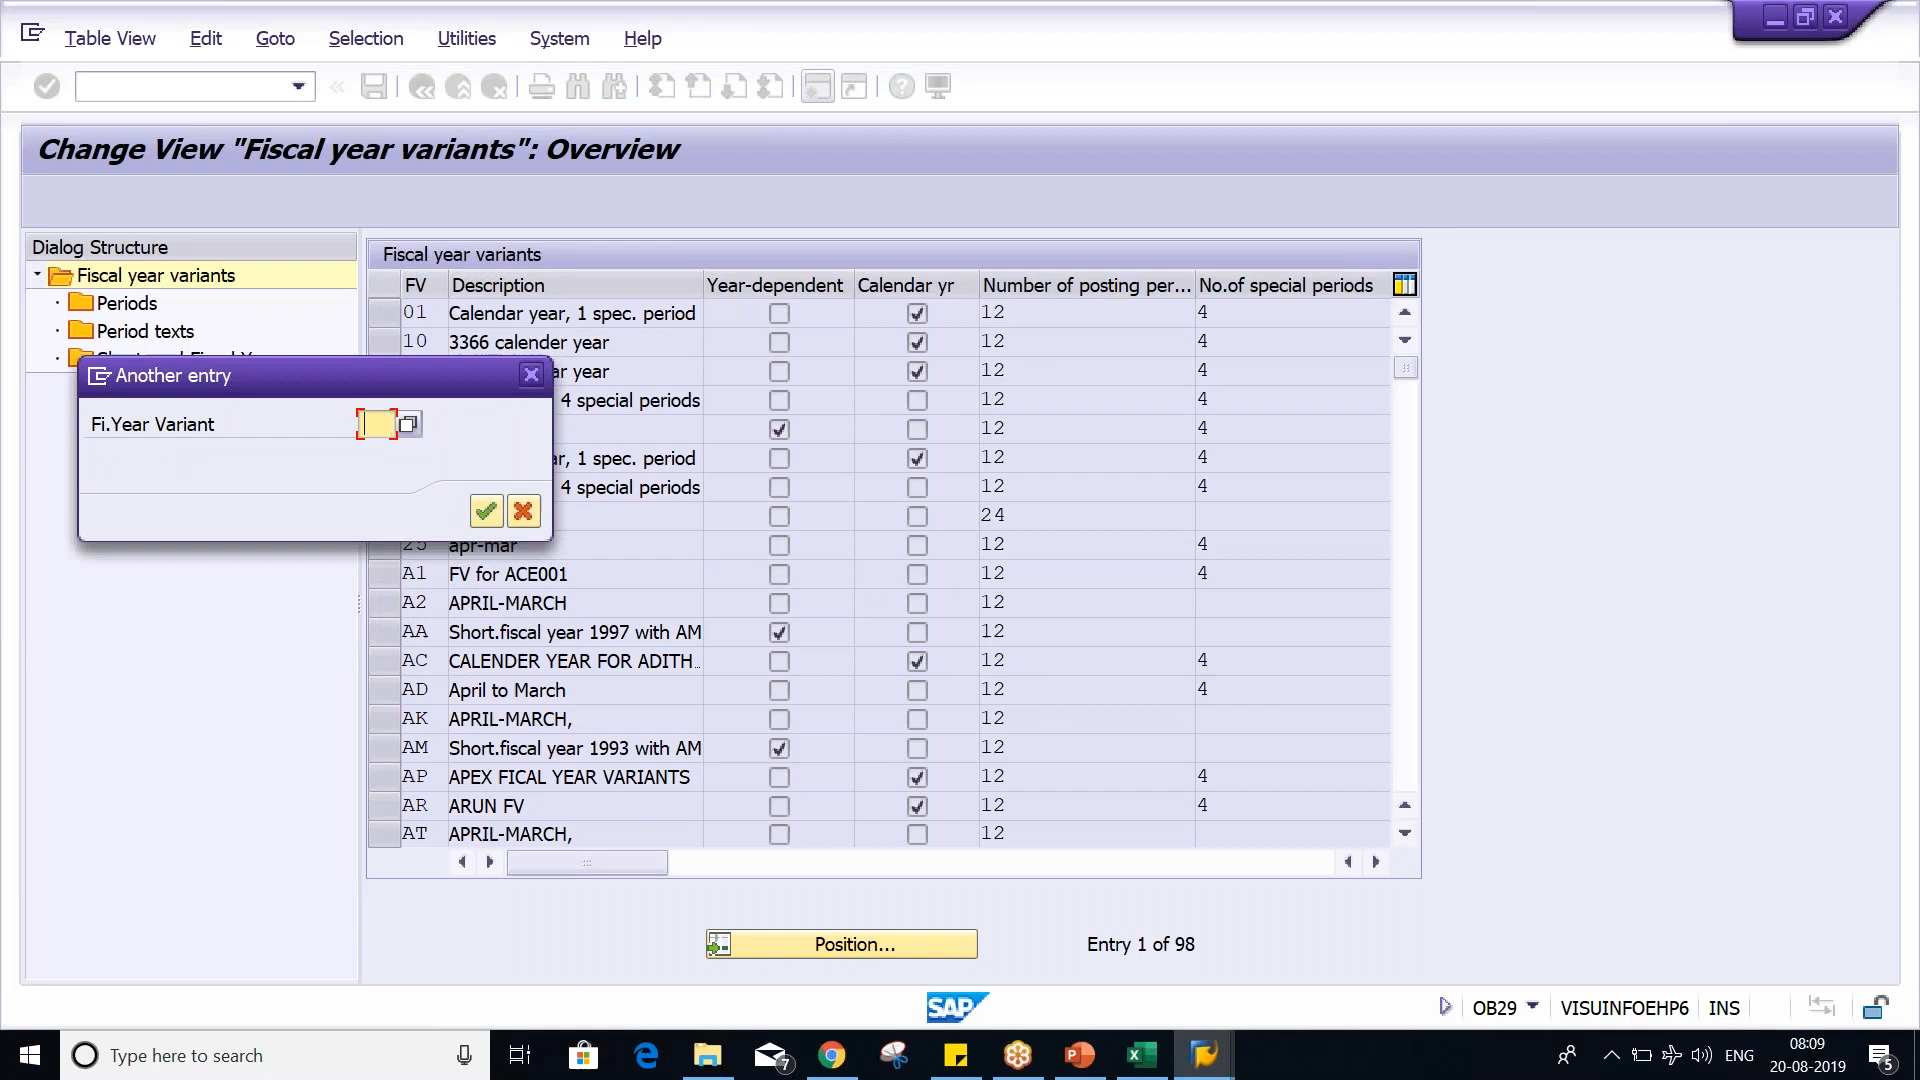 Table View Edit Goto Selection Utilities System Help
Change View "Fiscal year variants": Overview
Dialog Structure
Fiscal year variants
Periods
Period texts
Another entry
Fi.Year Variant
Fiscal year variants
FV Description Year-dependent Calendar yr Number of posting per... No.of special periods
01 Calendar year, 1 spec. period 12 4
10 3366 calender year 12 4
ar year 12 4
4 special periods 12 4
12 4
ar, 1 spec. period 12 4
4 special periods 12 4
24
25 apr-mar 12 4
A1 FV for ACE001 12 4
A2 APRIL-MARCH 12
AA Short.fiscal year 1997 with AM 12
AC CALENDER YEAR FOR ADITH... 12 4
AD April to March 12 4
AK APRIL-MARCH, 12
AM Short.fiscal year 1993 with AM 12
AP APEX FICAL YEAR VARIANTS 12 4
AR ARUN FV 12 4
AT APRIL-MARCH, 12
Position... Entry 1 of 98
SAP OB29 VISUINFOEHP6 INS
Type here to search
7
ENG
08:09
20-08-2019
5